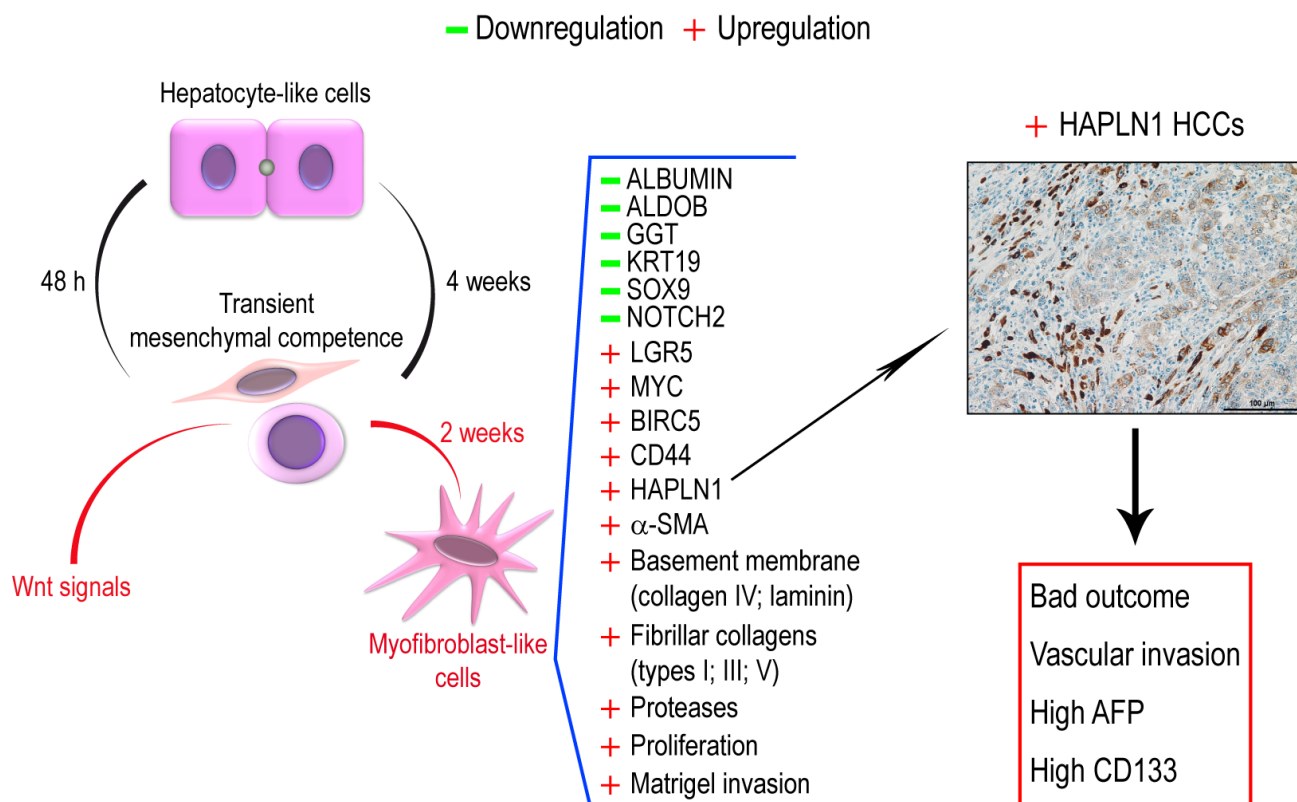 − Downregulation + Upregulation
Hepatocyte-like cells
48 h
4 weeks
Transient
mesenchymal competence
2 weeks
Wnt signals
Myofibroblast-like
cells
− ALBUMIN
− ALDOB
− GGT
− KRT19
− SOX9
− NOTCH2
+ LGR5
+ MYC
+ BIRC5
+ CD44
+ HAPLN1
+ α-SMA
+ Basement membrane
(collagen IV; laminin)
+ Fibrillar collagens
(types I; III; V)
+ Proteases
+ Proliferation
+ Matrigel invasion
+ HAPLN1 HCCs
100 µm
Bad outcome
Vascular invasion
High AFP
High CD133